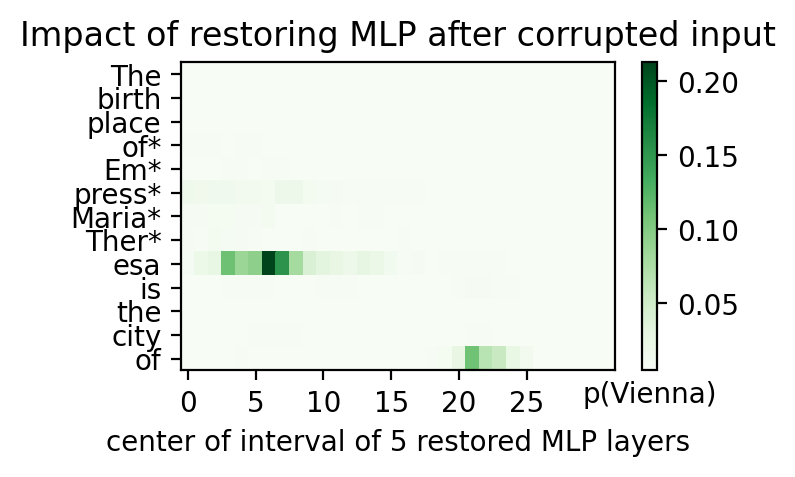 Impact of restoring MLP after corrupted input
The
birth
place
of*
Em*
press*
Maria*
Ther*
esa
is
the
city
of
0 5 10 15 20 25
center of interval of 5 restored MLP layers
0.20
0.15
0.10
0.05
p(Vienna)